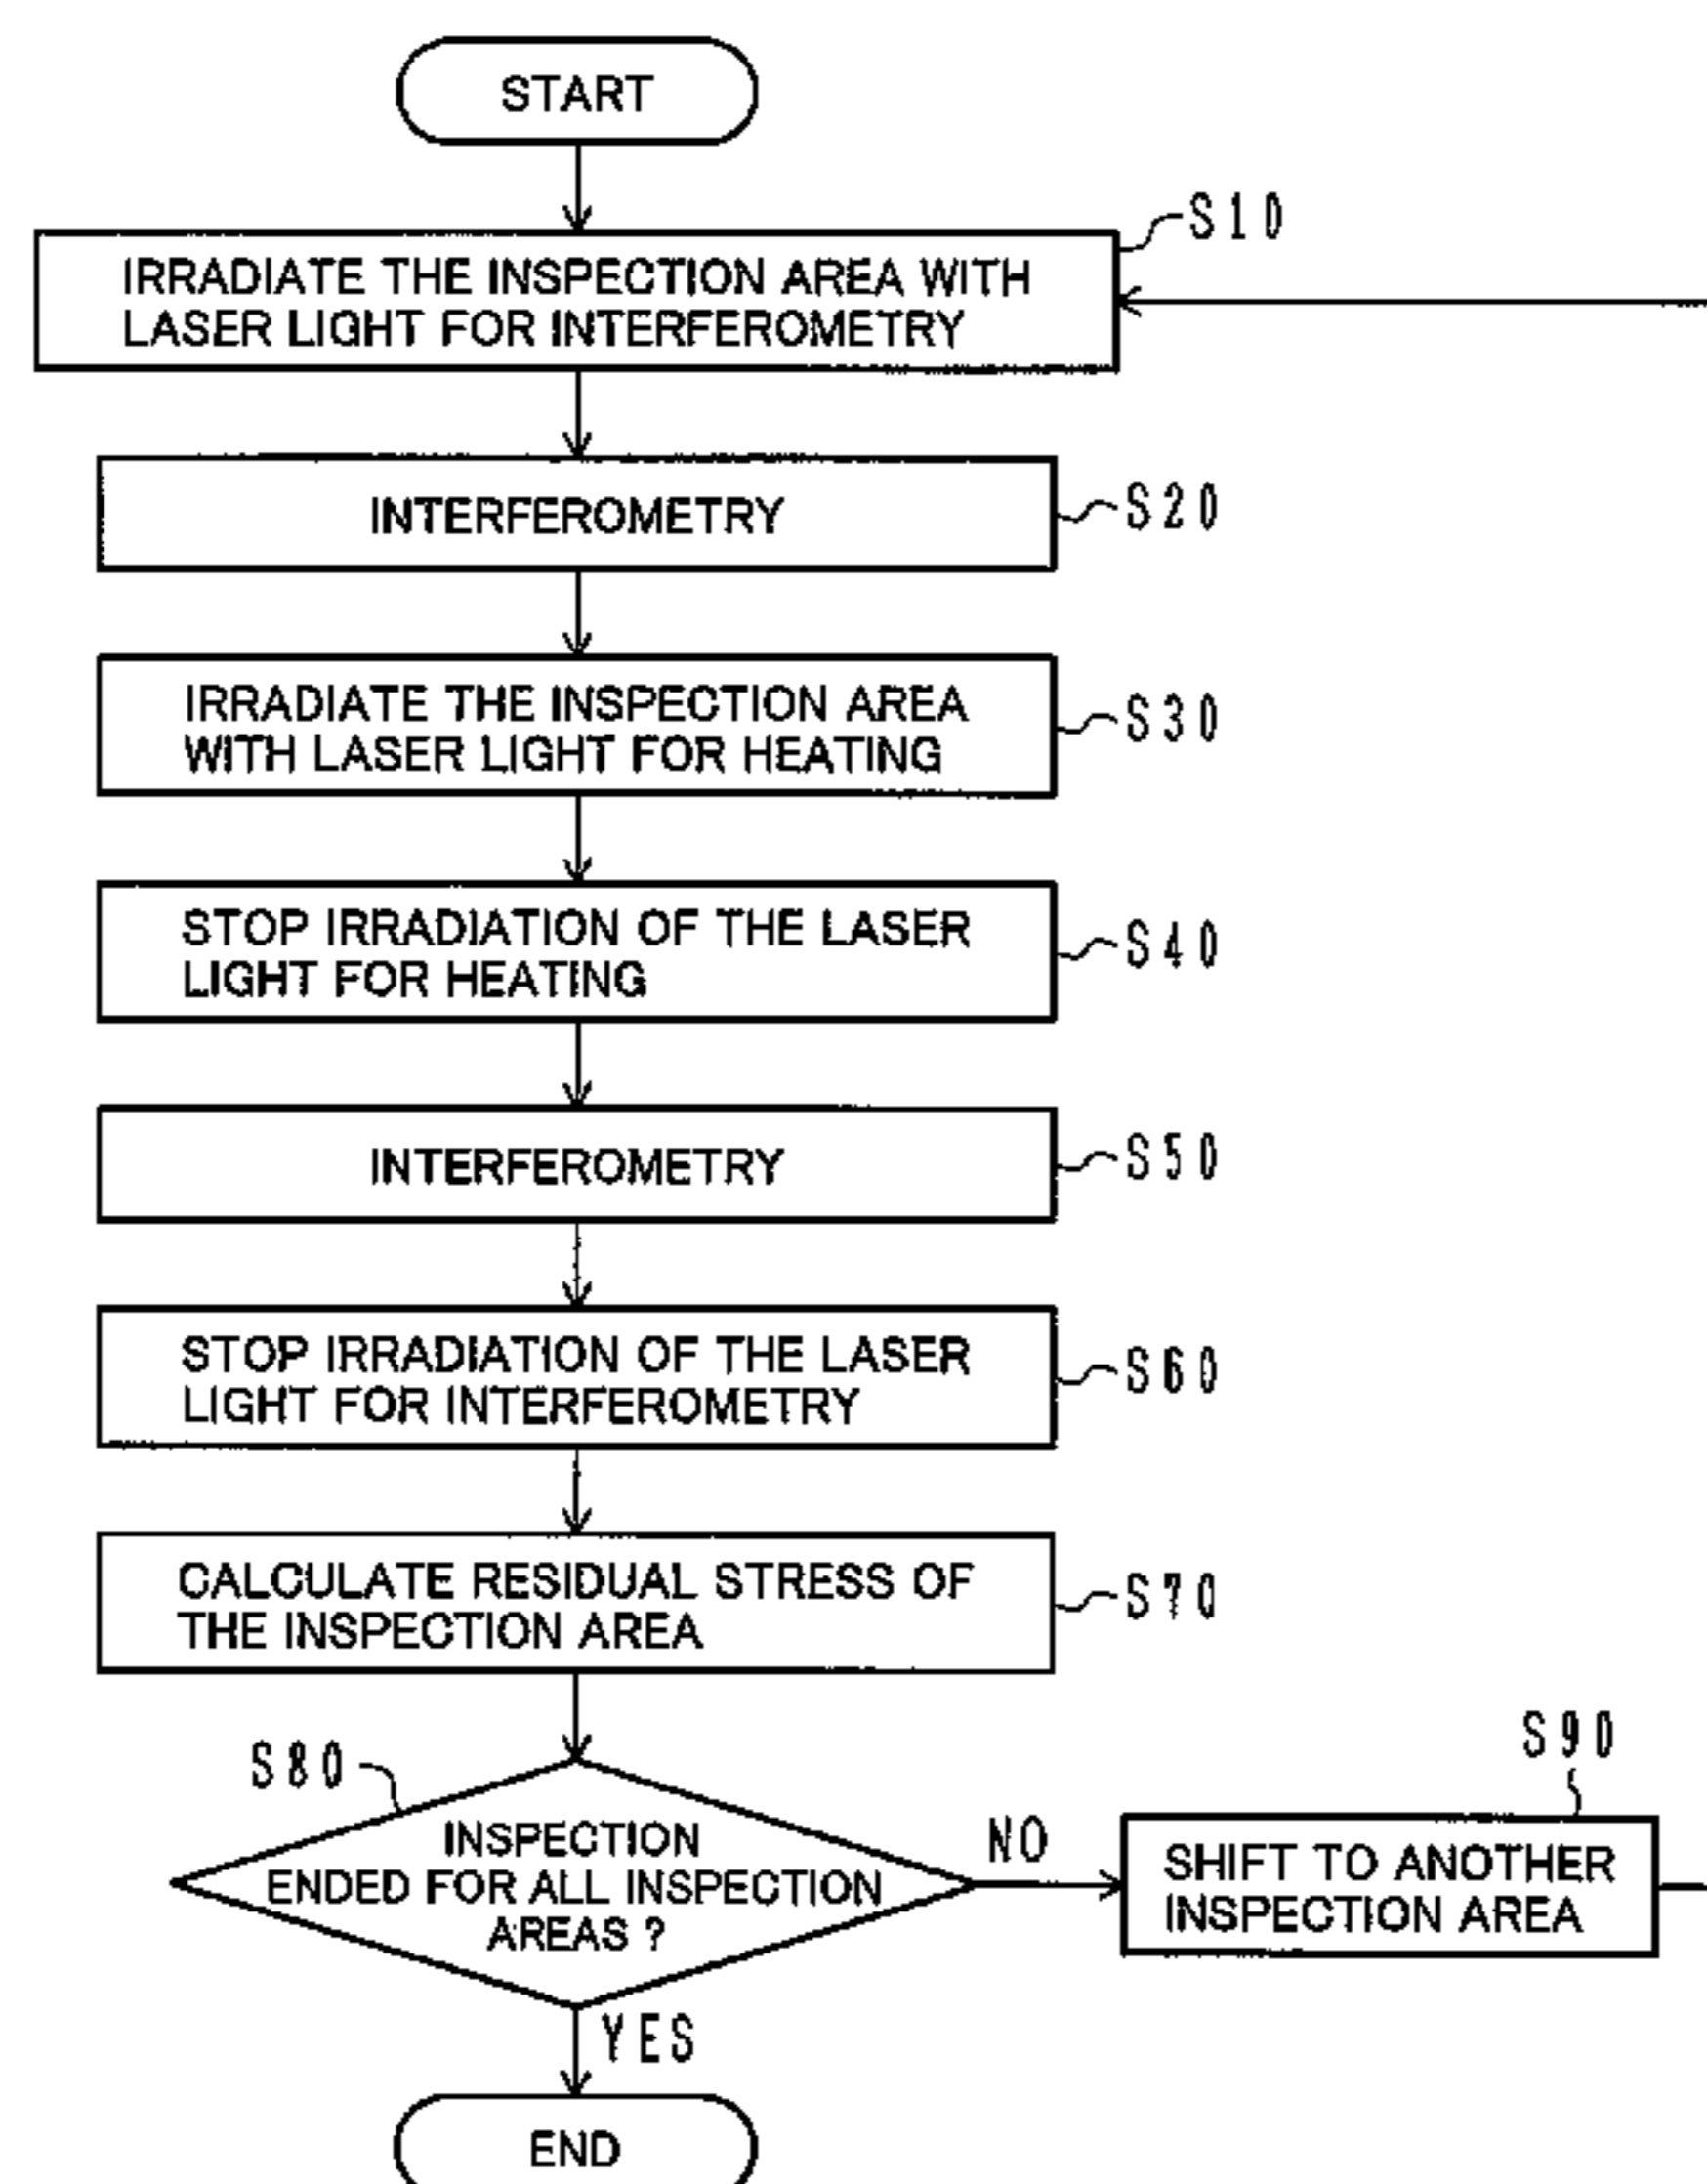 START
S10
IRRADIATE THE INSPECTION AREA WITH
LASER LIGHT FOR INTERFEROMETRY
INTERFEROMETRY
S20
IRRADIATE THE INSPECTION AREA
WITH LASER LIGHT FOR HEATING
S30
STOP IRRADIATION OF THE LASER
LIGHT FOR HEATING
S40
INTERFEROMETRY
S50
STOP IRRADIATION OF THE LASER
LIGHT FOR INTERFEROMETRY
S60
CALCULATE RESIDUAL STRESS OF
THE INSPECTION AREA
S70
S80
INSPECTION
ENDED FOR ALL INSPECTION
AREAS ?
NO
S90
SHIFT TO ANOTHER
INSPECTION AREA
YES
END